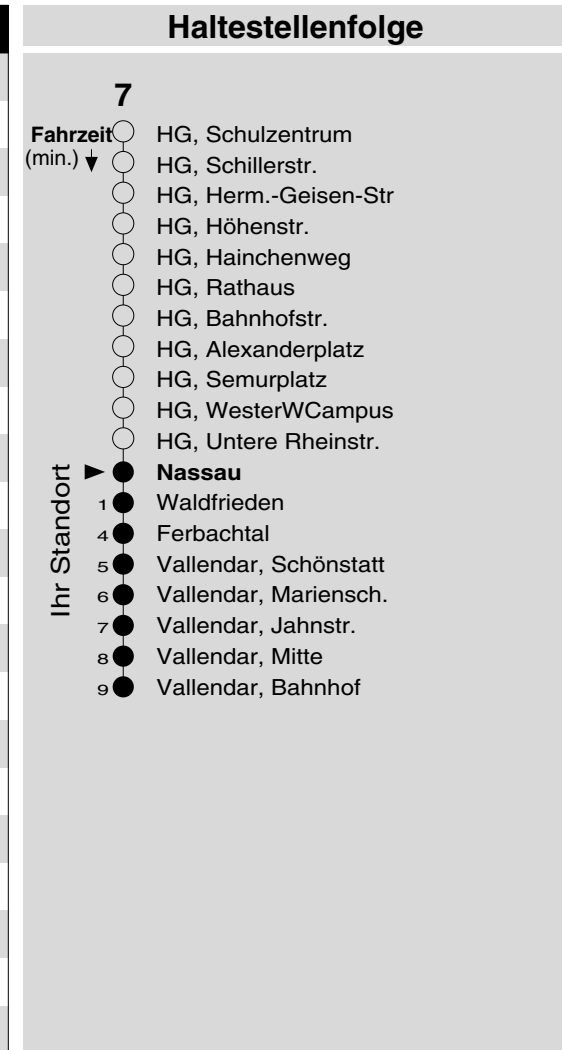 Haltestellenfolge
7
Fahrzeit
(min.)
HG, Schulzentrum
HG, Schillerstr.
HG, Herm.-Geisen-Str
HG, Höhenstr.
HG, Hainchenweg
HG, Rathaus
HG, Bahnhofstr.
HG, Alexanderplatz
HG, Semurplatz
HG, WesterWCampus
HG, Untere Rheinstr.
Ihr Standort
Nassau
1 Waldfrieden
4 Ferbachtal
5 Vallendar, Schönstatt
6 Vallendar, Mariensch.
7 Vallendar, Jahnstr.
8 Vallendar, Mitte
9 Vallendar, Bahnhof